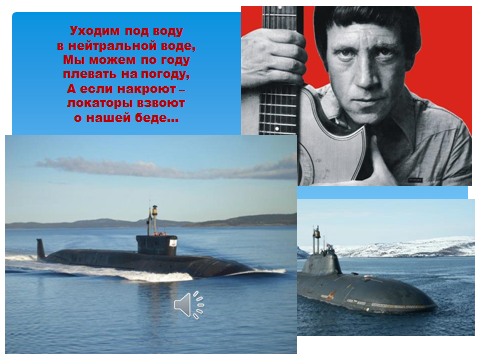 Уходим под воду
в нейтральной воде,
Мы можем по году
плевать на погоду,
А если накроют –
локаторы взвоют
о нашей беде...